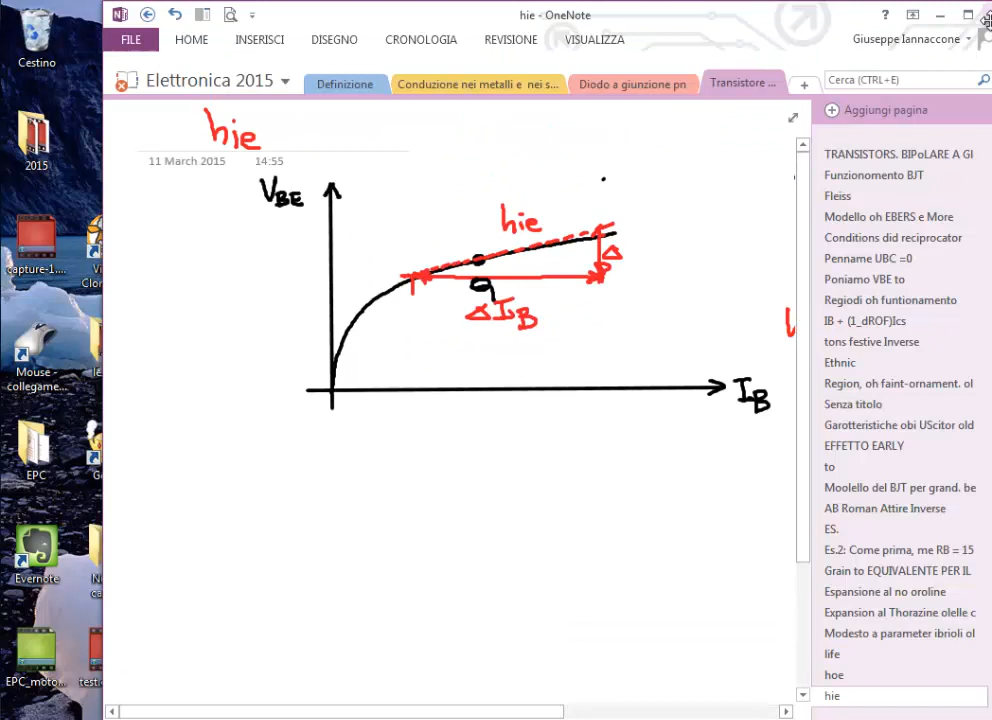 hie - OneNote
FILE HOME INSERISCI DISEGNO CRONOLOGIA REVISIONE VISUALIZZA
Giuseppe Iannaccone
Elettronica 2015
Definizione
Conduzione nei metalli e nei s...
Diodo a giunzione pn
Transistore ...
Cerca (CTRL+E)
Aggiungi pagina
hie
11 March 2015 14:55
VBE
hie
Δ
ΔIB
IB
TRANSISTORS. BIPoLARE A GI
Funzionomento BJT
Fleiss
Modello oh EBERS e More
Conditions did reciprocator
Penname UBC =0
Poniamo VBE to
Regiodi oh funtionamento
IB + (1_dROF)Ics
tons festive Inverse
Ethnic
Region, oh faint-ornament. ol
Senza titolo
Garotteristiche obi UScitor old
EFFETTO EARLY
to
Moolello del BJT per grand. be
AB Roman Attire Inverse
ES.
Es.2: Come prima, me RB = 15
Grain to EQUIVALENTE PER IL
Espansione al no oroline
Expansion al Thorazine olelle c
Modesto a parameter ibrioli ol
life
hoe
hie
Cestino
2015
capture-1....
Mouse -
collegame...
EPC
Evernote
EPC_moto...
test.